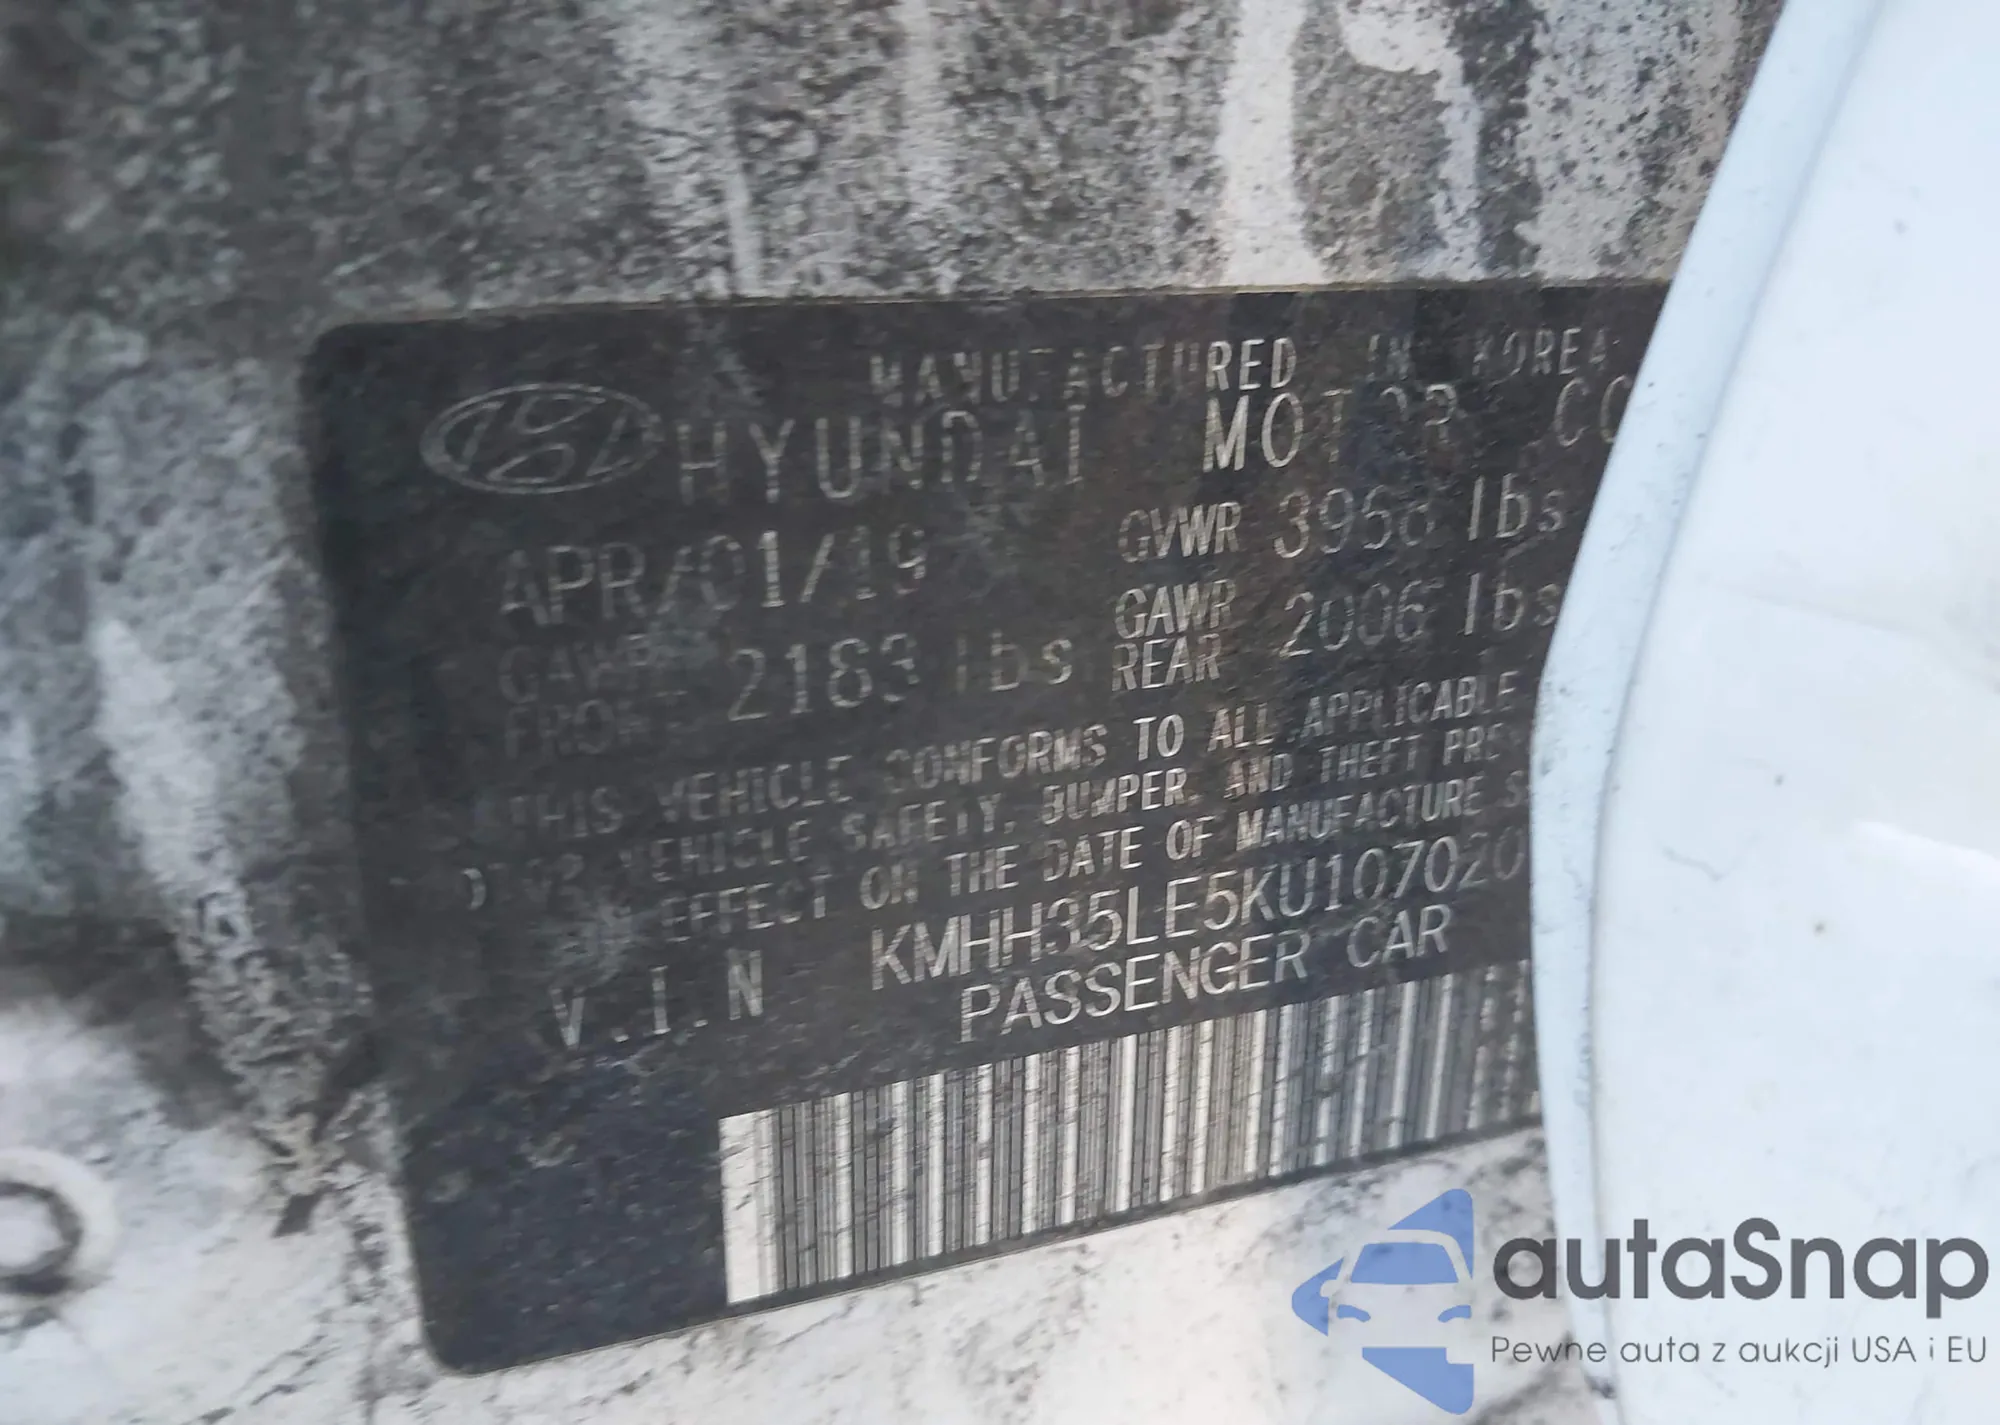 MANUFACTURED IN KOREA
HYUNDAI MOTOR CO
APR/01/19 GVWR 3968 lbs
GAWR FRONT 2183 lbs GAWR REAR 2006 lbs
THIS VEHICLE CONFORMS TO ALL APPLICABLE
VEHICLE SAFETY, BUMPER, AND THEFT
EFFECT ON THE DATE OF MANUFACTURE
V.I.N KMHH35LE5KU107020
PASSENGER CAR
autaSnap
Pewne auta z aukcji USA i EU